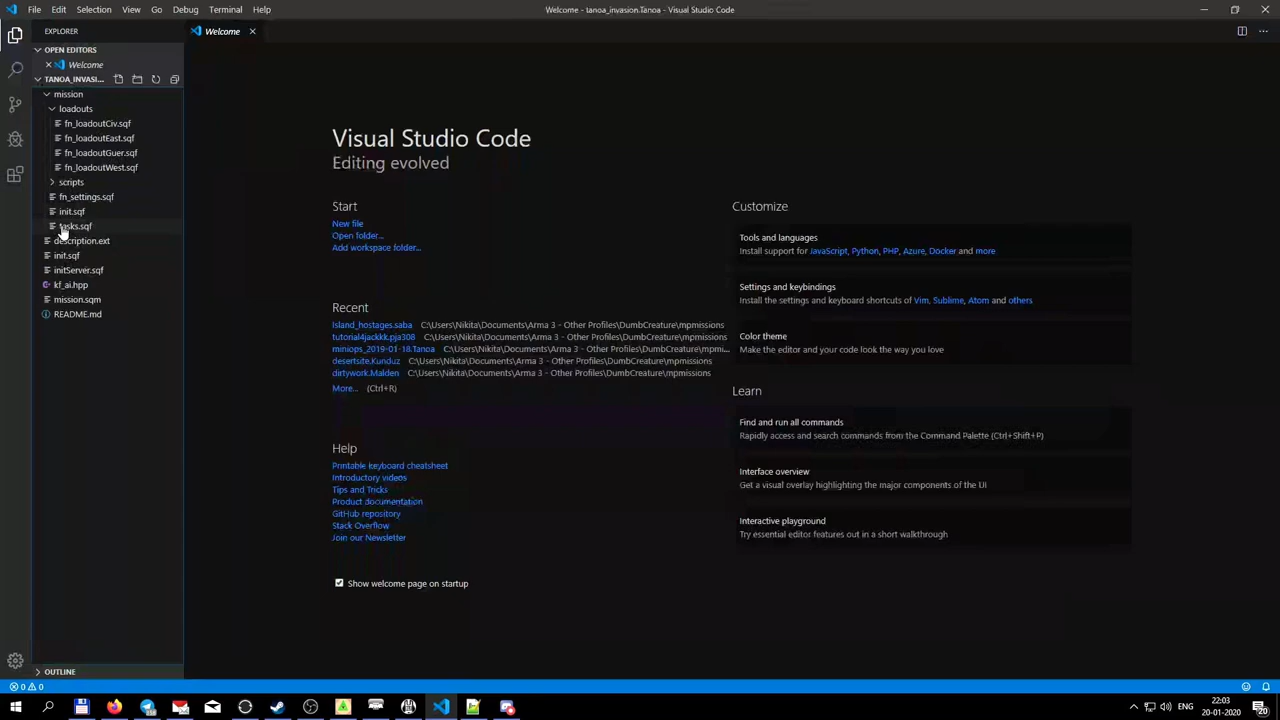 File Edit Selection View Go Debug Terminal Help
Welcome - tanoa_invasion.Tanoa - Visual Studio Code
EXPLORER
Welcome
OPEN EDITORS
Welcome
TANOA_INVASI...
mission
loadouts
fn_loadoutCiv.sqf
fn_loadoutEast.sqf
fn_loadoutGuer.sqf
fn_loadoutWest.sqf
scripts
fn_settings.sqf
init.sqf
tasks.sqf
description.ext
init.sqf
initServer.sqf
kf_ai.hpp
mission.sqm
README.md
OUTLINE
Visual Studio Code
Editing evolved
Start
New file
Open folder...
Add workspace folder...
Recent
Island_hostages.saba C:\Users\Nikita\Documents\Arma 3 - Other Profiles\DumbCreature\mpmissions
tutorial4jackkk.pja308 C:\Users\Nikita\Documents\Arma 3 - Other Profiles\DumbCreature\mpmissions
miniops_2019-01-18.Tanoa C:\Users\Nikita\Documents\Arma 3 - Other Profiles\DumbCreature\mpmi...
desertsite.Kunduz C:\Users\Nikita\Documents\Arma 3 - Other Profiles\DumbCreature\mpmissions
dirtywork.Malden C:\Users\Nikita\Documents\Arma 3 - Other Profiles\DumbCreature\mpmissions
More... (Ctrl+R)
Help
Printable keyboard cheatsheet
Introductory videos
Tips and Tricks
Product documentation
GitHub repository
Stack Overflow
Join our Newsletter
Show welcome page on startup
Customize
Tools and languages
Install support for JavaScript, Python, PHP, Azure, Docker and more
Settings and keybindings
Install the settings and keyboard shortcuts of Vim, Sublime, Atom and others
Color theme
Make the editor and your code look the way you love
Learn
Find and run all commands
Rapidly access and search commands from the Command Palette (Ctrl+Shift+P)
Interface overview
Get a visual overlay highlighting the major components of the UI
Interactive playground
Try essential editor features out in a short walkthrough
0 0
ENG
22:03
20-01-2020
20